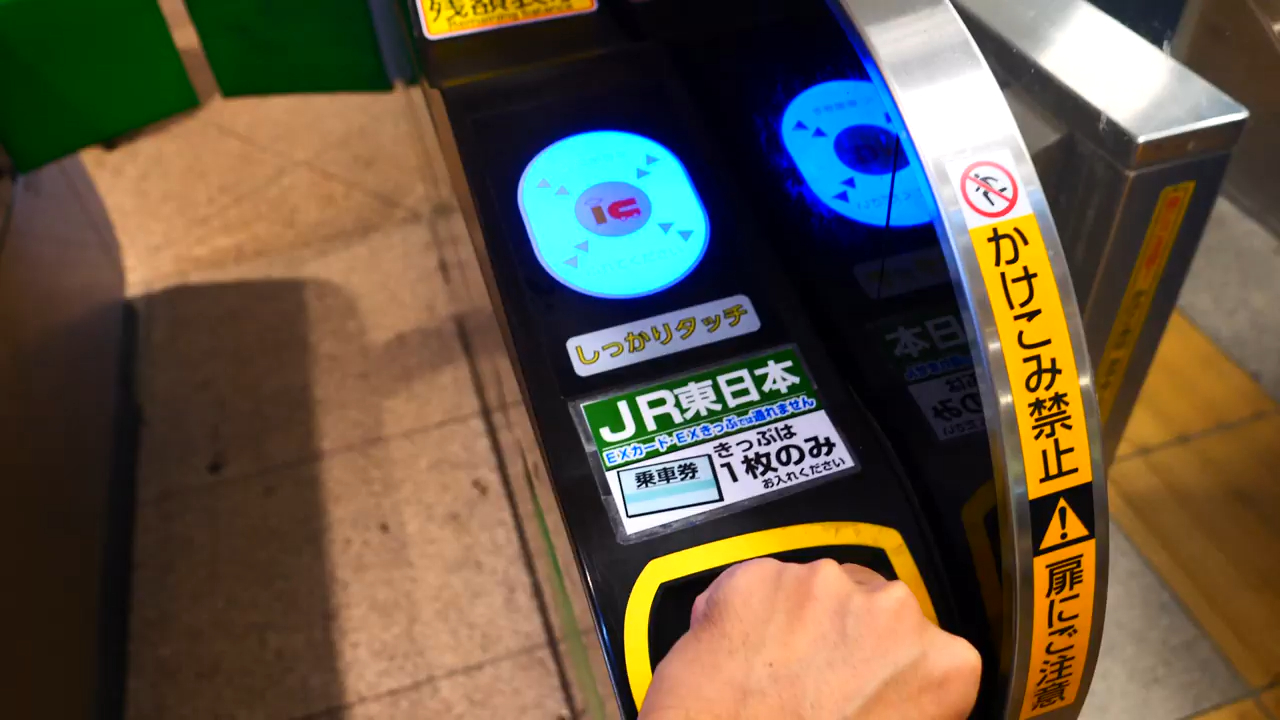 Remaining Balance
IC
しっかりタッチ
JR東日本
EXカード・EXきっぷでは通れません
乗車券
きっぷは
1枚のみ
お入れください
かけこみ禁止
扉にご注意
本日